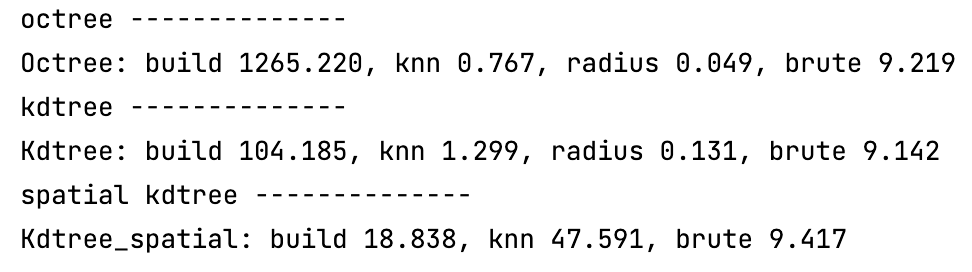 octree --------------
Octree: build 1265.220, knn 0.767, radius 0.049, brute 9.219
kdtree --------------
Kdtree: build 104.185, knn 1.299, radius 0.131, brute 9.142
spatial kdtree --------------
Kdtree_spatial: build 18.838, knn 47.591, brute 9.417